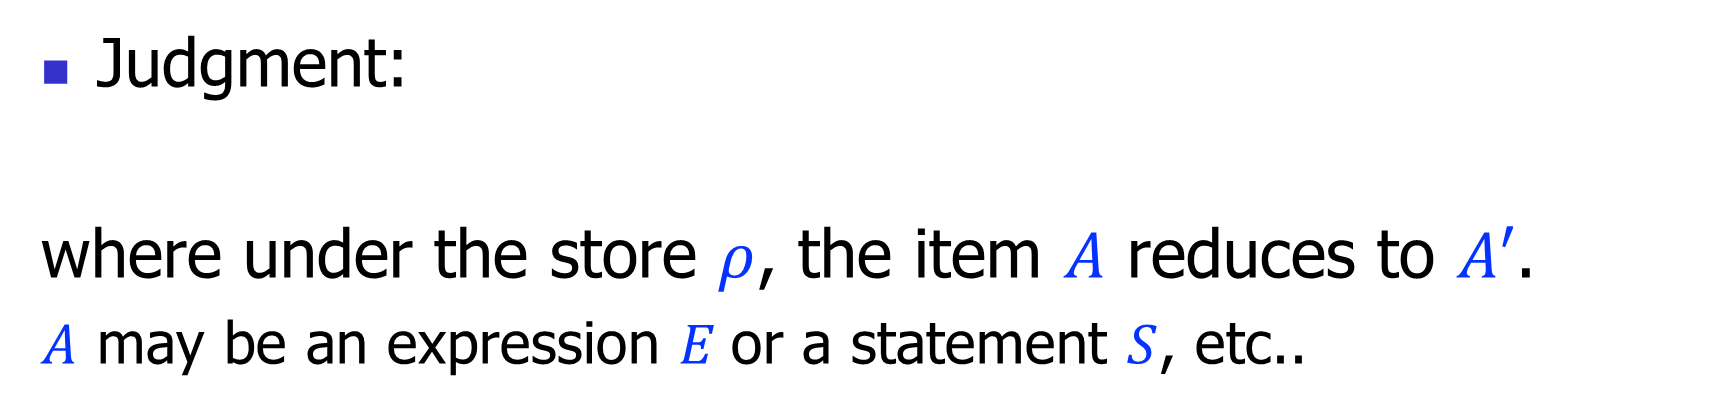 ▪ Judgment:
where under the store ρ, the item A reduces to A′.
A may be an expression E or a statement S, etc..